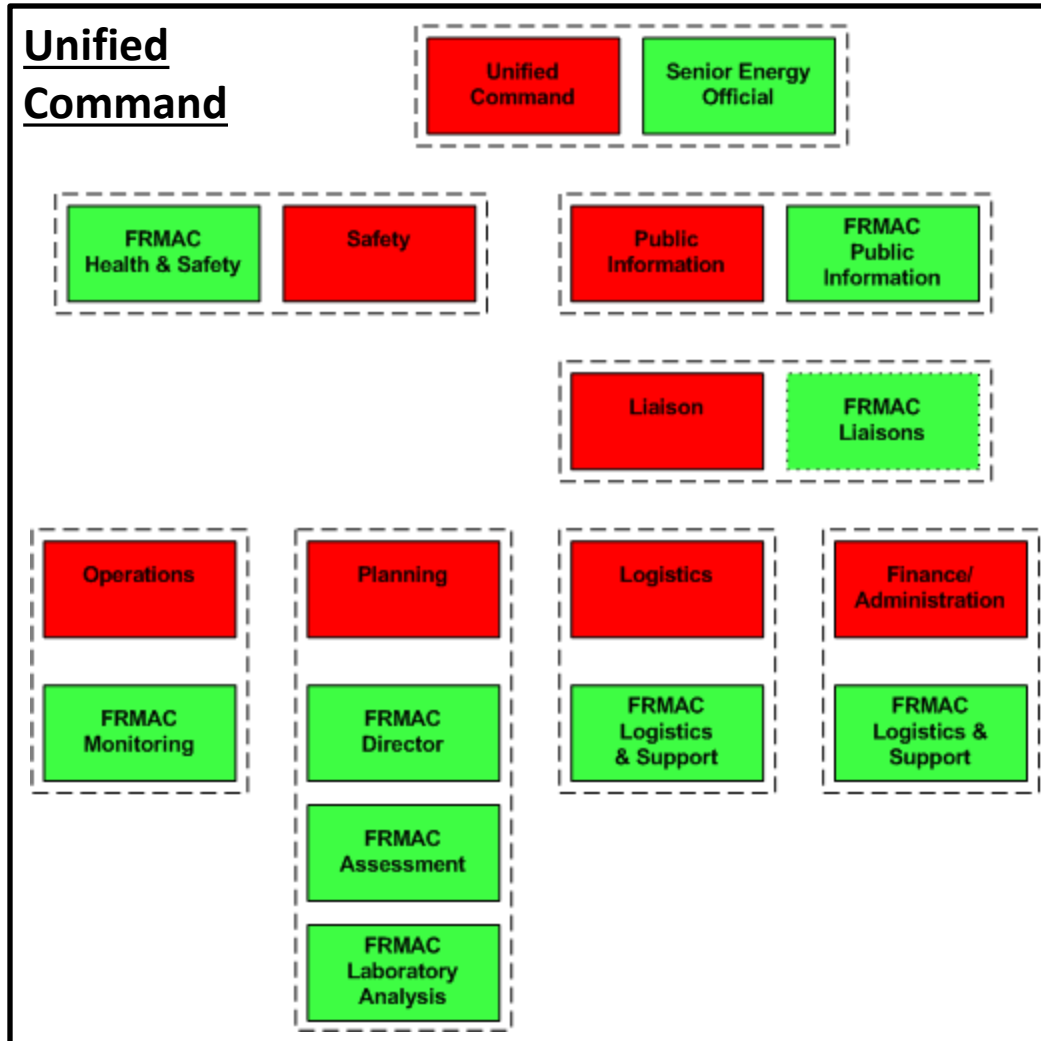 Unified
Command
Unified
Command
Senior Energy
Official
FRMAC
Health & Safety
Safety
Public
Information
FRMAC
Public
Information
Liaison
FRMAC
Liaisons
Operations
Planning
Logistics
Finance/
Administration
FRMAC
Monitoring
FRMAC
Director
FRMAC
Logistics
& Support
FRMAC
Logistics &
Support
FRMAC
Assessment
FRMAC
Laboratory
Analysis